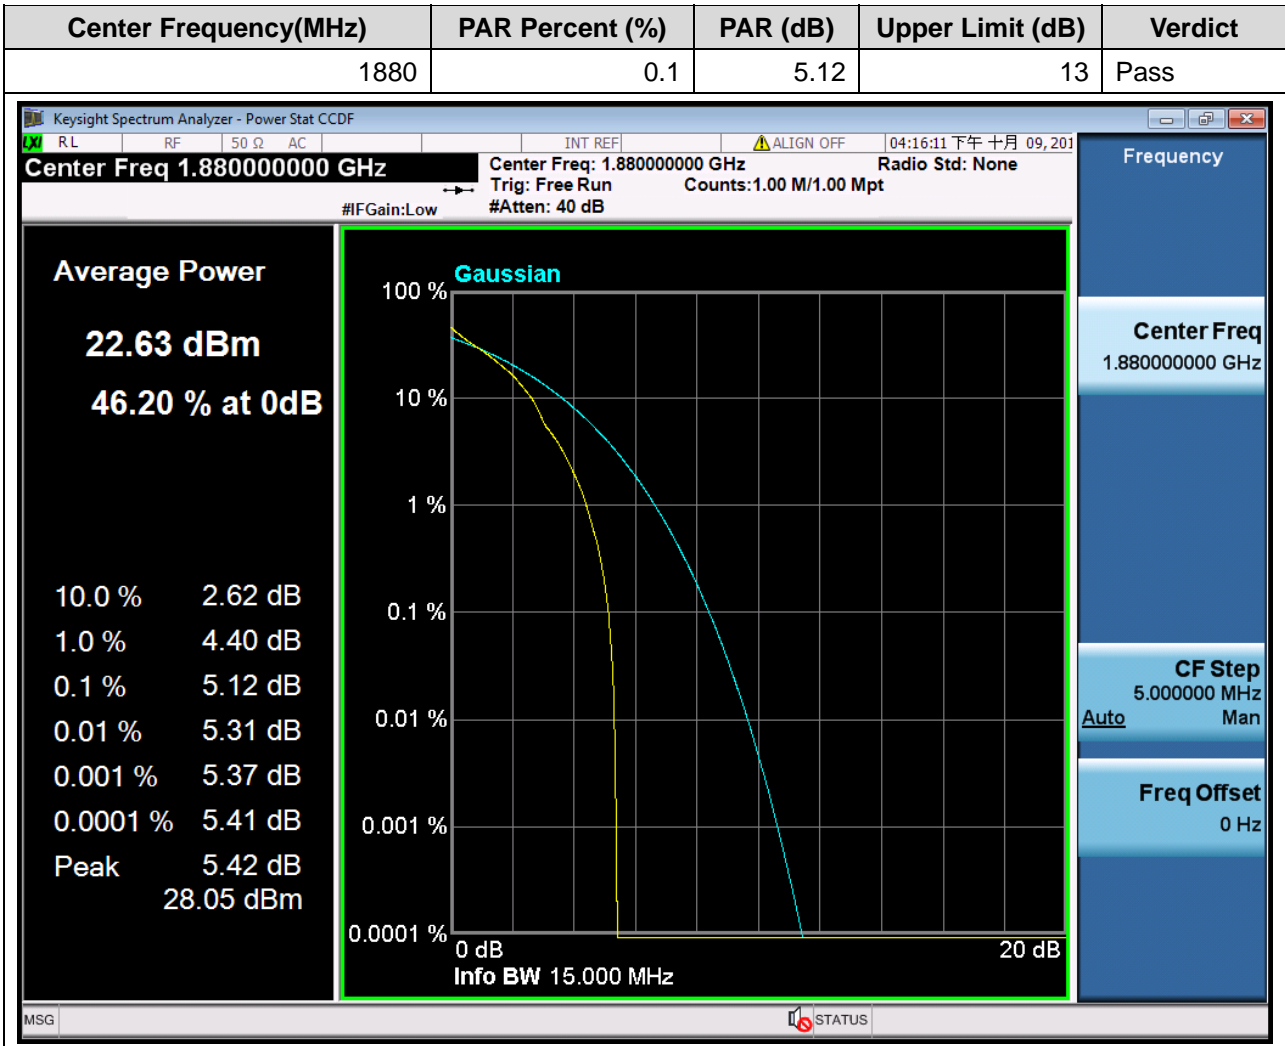 Center Frequency(MHz) PAR Percent (%) PAR (dB) Upper Limit (dB) Verdict
1880 0.1 5.12 13 Pass
Keysight Spectrum Analyzer - Power Stat CCDF
LXI RL RF 50 Ω AC INT REF ALIGN OFF 04:16:11 下午 十月 09, 201
Center Freq 1.880000000 GHz
Center Freq: 1.880000000 GHz Radio Std: None
Trig: Free Run Counts:1.00 M/1.00 Mpt
#IFGain:Low #Atten: 40 dB
Average Power
22.63 dBm
46.20 % at 0dB
10.0 % 2.62 dB
1.0 % 4.40 dB
0.1 % 5.12 dB
0.01 % 5.31 dB
0.001 % 5.37 dB
0.0001 % 5.41 dB
Peak 5.42 dB
28.05 dBm
Gaussian
100 %
10 %
1 %
0.1 %
0.01 %
0.001 %
0.0001 %
0 dB 20 dB
Info BW 15.000 MHz
Frequency
Center Freq
1.880000000 GHz
CF Step
5.000000 MHz
Auto Man
Freq Offset
0 Hz
MSG STATUS